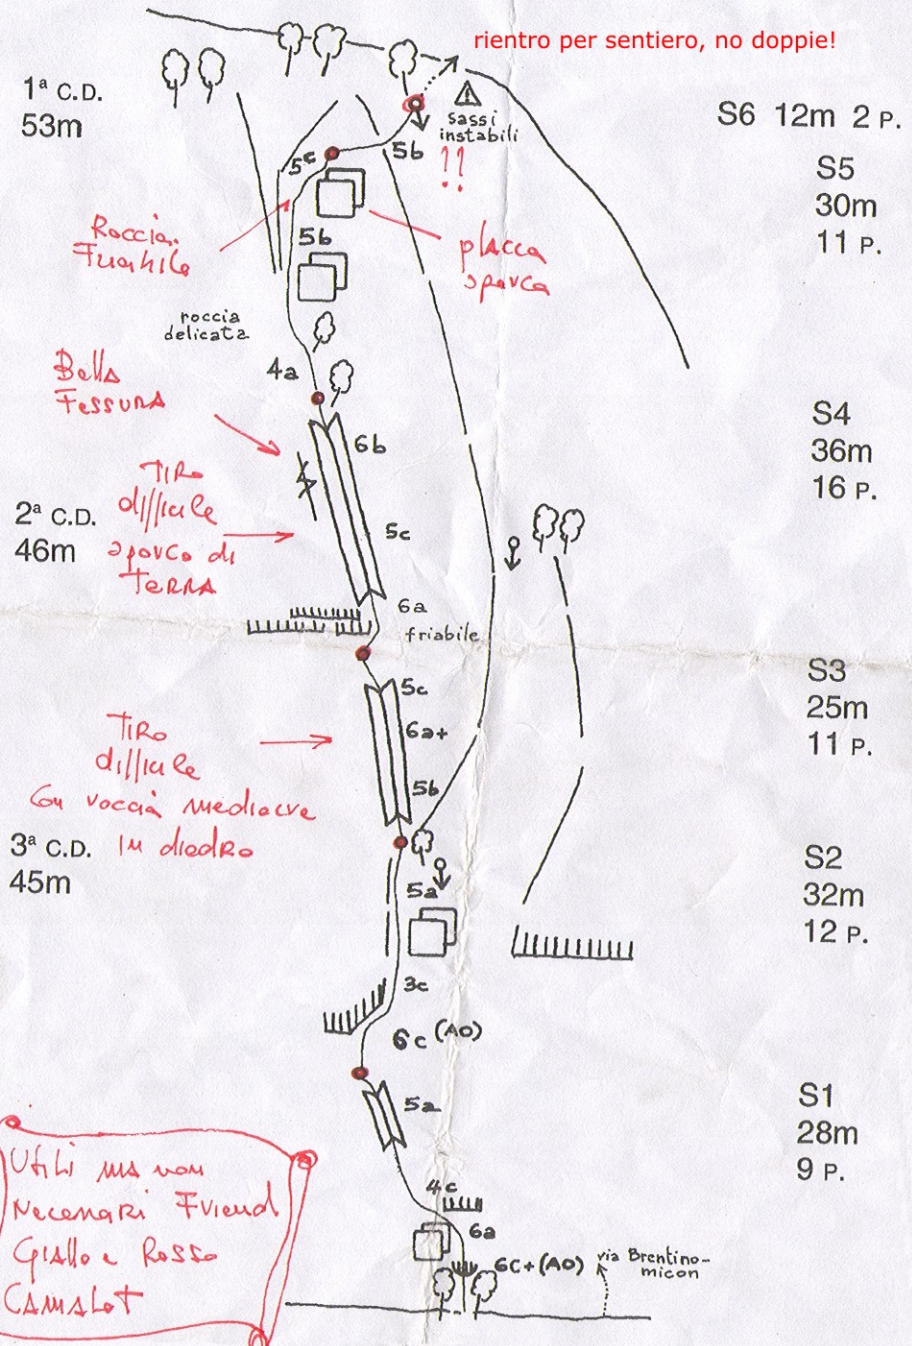 rientro per sentiero, no doppie!
1ª C.D.
53m
sassi
instabili
!!
S6 12m 2 P.
5c
5b
S5
30m
11 P.
Roccia
Friabile
5b
placca
sporca
roccia
delicata
4a
Bella
Fessura
6b
S4
36m
16 P.
Tiro
difficile
sporco di
Terra
2ª C.D.
46m
5c
6a
friabile
5c
6a+
5b
S3
25m
11 P.
Tiro
difficile
con roccia mediocre
in diedro
3ª C.D.
45m
5a
S2
32m
12 P.
3c
6c (AO)
5a
S1
28m
9 P.
4c
6a
6c+(AO)
via Brentino-
micon
Utili ma non
Necessari Friend
Giallo e Rosso
CAMALOT